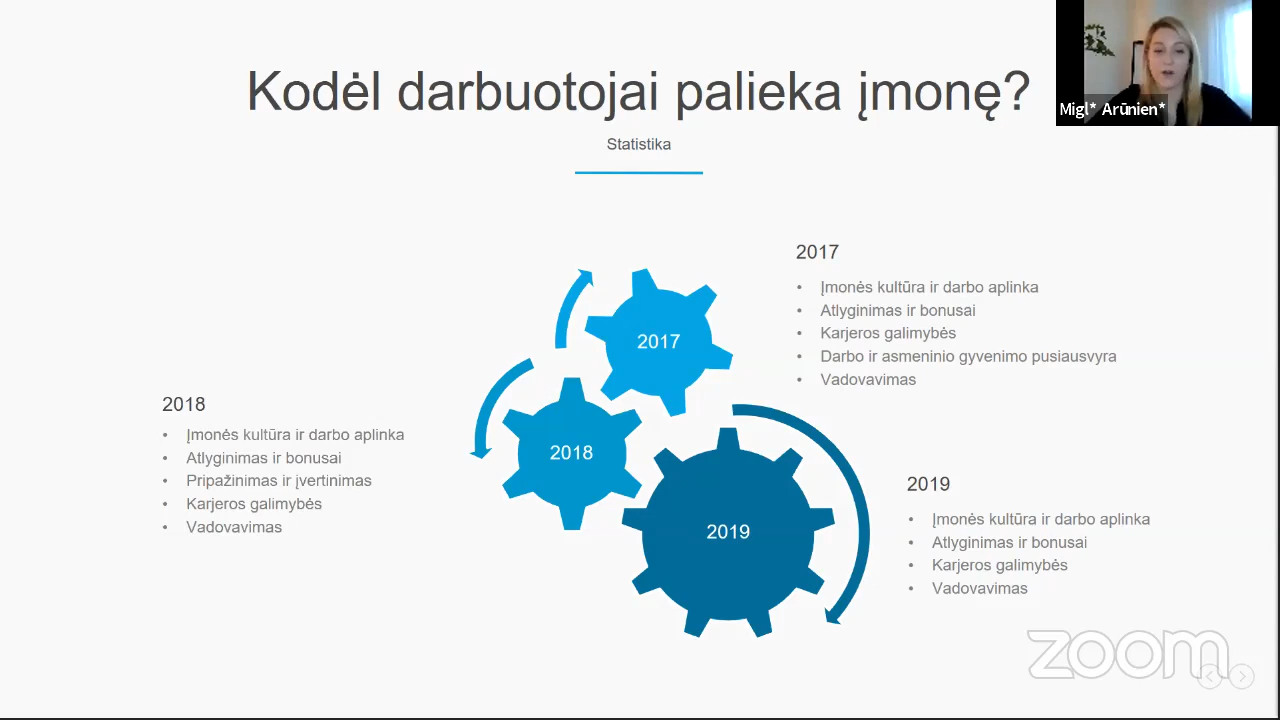 Kodėl darbuotojai palieka įmonę?
Statistika
Migl* Arūnien*
2017
• Įmonės kultūra ir darbo aplinka
• Atlyginimas ir bonusai
• Karjeros galimybės
• Darbo ir asmeninio gyvenimo pusiausvyra
• Vadovavimas
2017
2018
• Įmonės kultūra ir darbo aplinka
• Atlyginimas ir bonusai
• Pripažinimas ir įvertinimas
• Karjeros galimybės
• Vadovavimas
2018
2019
2019
• Įmonės kultūra ir darbo aplinka
• Atlyginimas ir bonusai
• Karjeros galimybės
• Vadovavimas
zoom